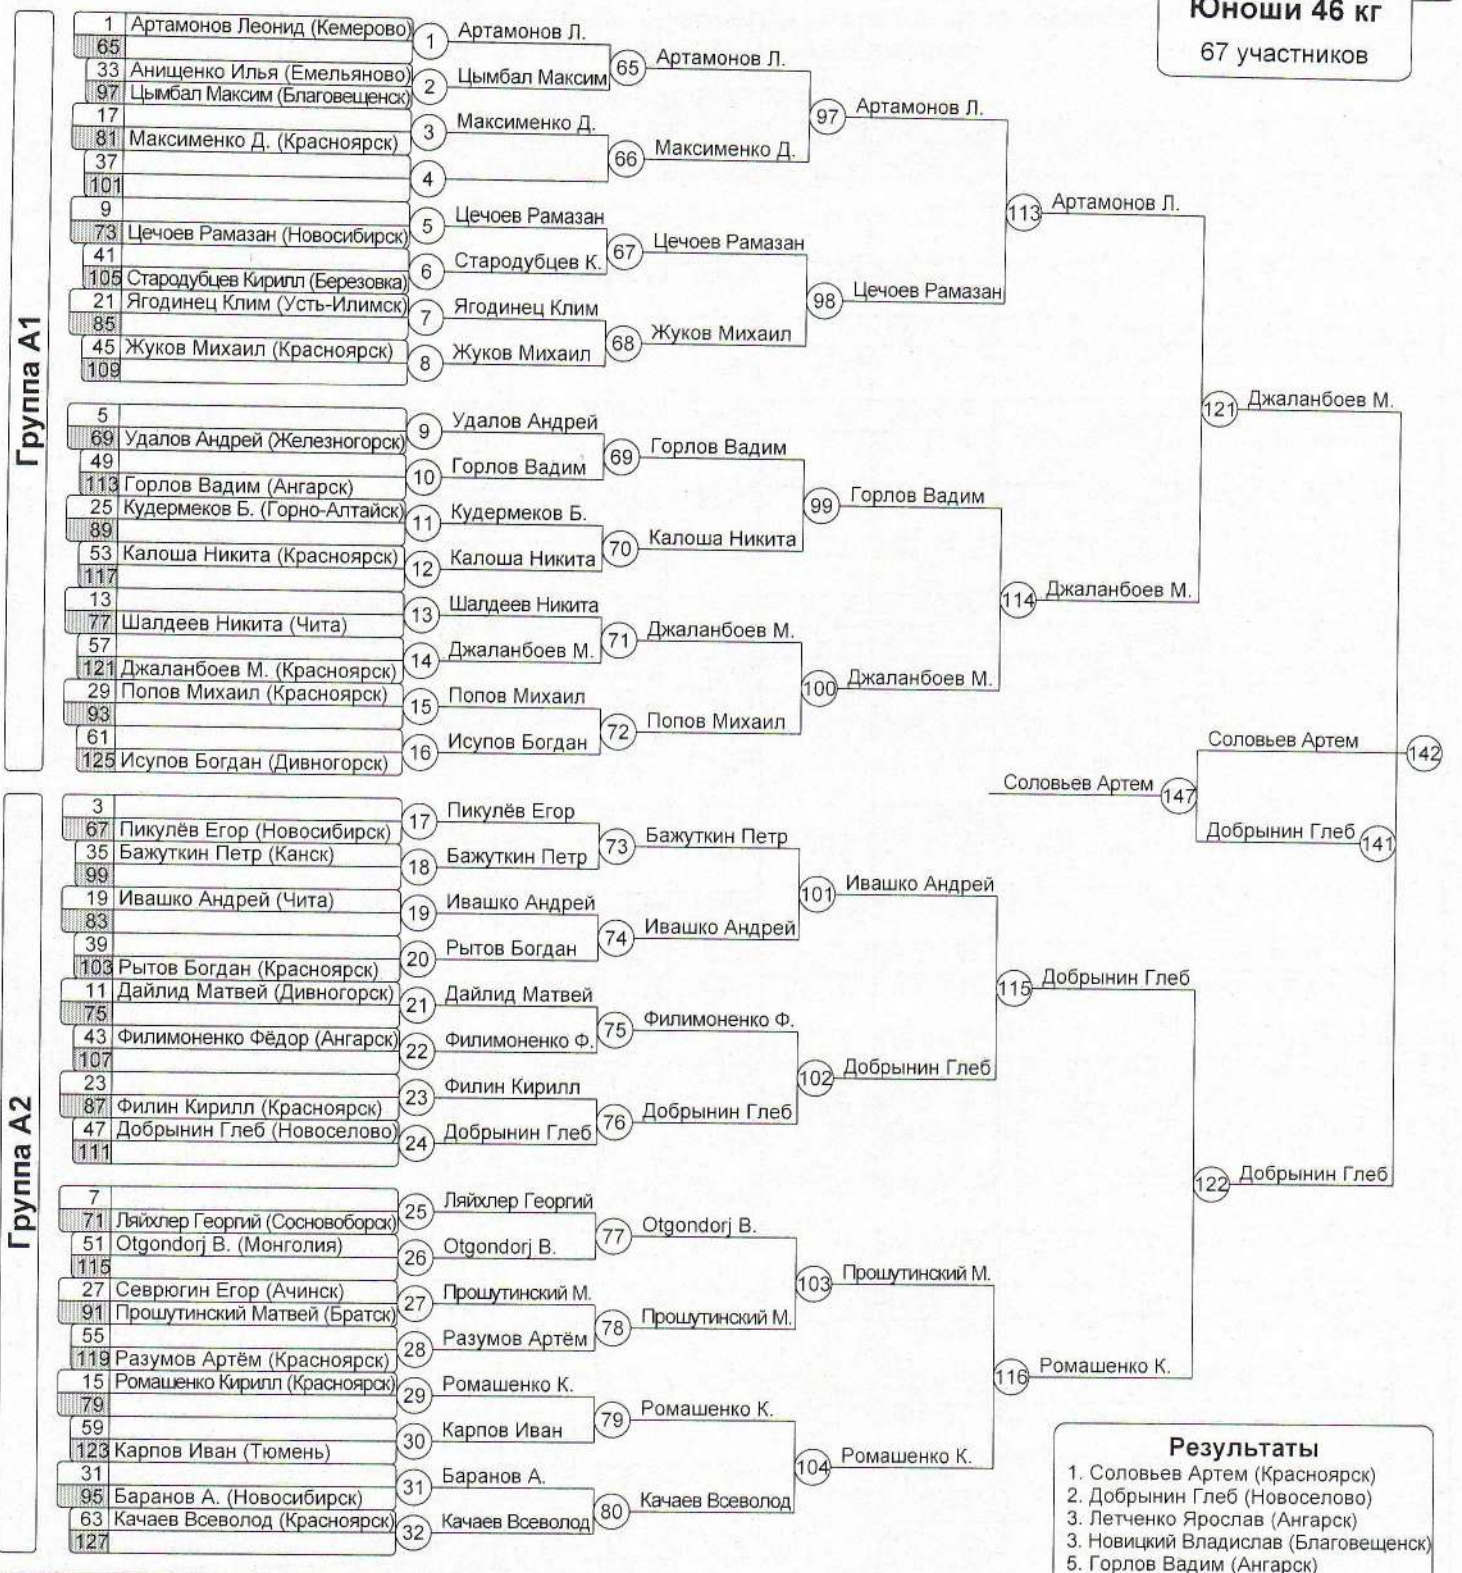 Юноши 46 кг
67 участников
Группа А1
1 Артамонов Леонид (Кемерово)
65
33 Анищенко Илья (Емельяново)
97 Цымбал Максим (Благовещенск)
17
81 Максименко Д. (Красноярск)
37
101
9
73 Цечоев Рамазан (Новосибирск)
41
105 Стародубцев Кирилл (Березовка)
21 Ягодинец Клим (Усть-Илимск)
85
45 Жуков Михаил (Красноярск)
109
5
69 Удалов Андрей (Железногорск)
49
113 Горлов Вадим (Ангарск)
25 Кудермеков Б. (Горно-Алтайск)
89
53 Калоша Никита (Красноярск)
117
13
77 Шалдеев Никита (Чита)
57
121 Джаланбоев М. (Красноярск)
29 Попов Михаил (Красноярск)
93
61
125 Исупов Богдан (Дивногорск)
1 Артамонов Л.
2 Цымбал Максим
3 Максименко Д.
4
5 Цечоев Рамазан
6 Стародубцев К.
7 Ягодинец Клим
8 Жуков Михаил
9 Удалов Андрей
10 Горлов Вадим
11 Кудермеков Б.
12 Калоша Никита
13 Шалдеев Никита
14 Джаланбоев М.
15 Попов Михаил
16 Исупов Богдан
65 Артамонов Л.
66 Максименко Д.
67 Цечоев Рамазан
68 Жуков Михаил
69 Горлов Вадим
70 Калоша Никита
71 Джаланбоев М.
72 Попов Михаил
97 Артамонов Л.
98 Цечоев Рамазан
99 Горлов Вадим
100 Джаланбоев М.
113 Артамонов Л.
114 Джаланбоев М.
121 Джаланбоев М.
Соловьев Артем 142
Соловьев Артем 147
Добрынин Глеб 141
Группа А2
3
67 Пикулёв Егор (Новосибирск)
35 Бажуткин Петр (Канск)
99
19 Ивашко Андрей (Чита)
83
39
103 Рытов Богдан (Красноярск)
11 Дайлид Матвей (Дивногорск)
75
43 Филимоненко Фёдор (Ангарск)
107
23
87 Филин Кирилл (Красноярск)
47 Добрынин Глеб (Новоселово)
111
7
71 Ляйхлер Георгий (Сосновоборск)
51 Otgondorj B. (Монголия)
115
27 Севрюгин Егор (Ачинск)
91 Прошутинский Матвей (Братск)
55
119 Разумов Артём (Красноярск)
15 Ромашенко Кирилл (Красноярск)
79
59
123 Карпов Иван (Тюмень)
31
95 Баранов А. (Новосибирск)
63 Качаев Всеволод (Красноярск)
127
17 Пикулёв Егор
18 Бажуткин Петр
19 Ивашко Андрей
20 Рытов Богдан
21 Дайлид Матвей
22 Филимоненко Ф.
23 Филин Кирилл
24 Добрынин Глеб
25 Ляйхлер Георгий
26 Otgondorj B.
27 Прошутинский М.
28 Разумов Артём
29 Ромашенко К.
30 Карпов Иван
31 Баранов А.
32 Качаев Всеволод
73 Бажуткин Петр
74 Ивашко Андрей
75 Филимоненко Ф.
76 Добрынин Глеб
77 Otgondorj B.
78 Прошутинский М.
79 Ромашенко К.
80 Качаев Всеволод
101 Ивашко Андрей
102 Добрынин Глеб
103 Прошутинский М.
104 Ромашенко К.
115 Добрынин Глеб
116 Ромашенко К.
122 Добрынин Глеб
Результаты
1. Соловьев Артем (Красноярск)
2. Добрынин Глеб (Новоселово)
3. Летченко Ярослав (Ангарск)
3. Новицкий Владислав (Благовещенск)
5. Горлов Вадим (Ангарск)